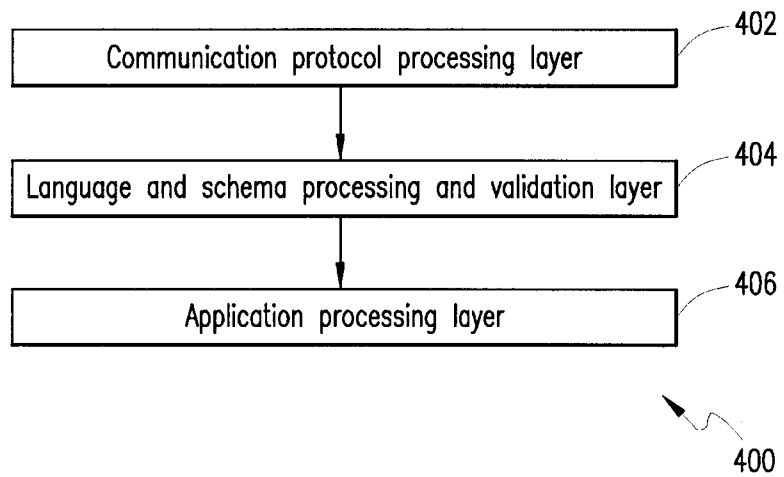 402
Communication protocol processing layer
404
Language and schema processing and validation layer
406
Application processing layer
400